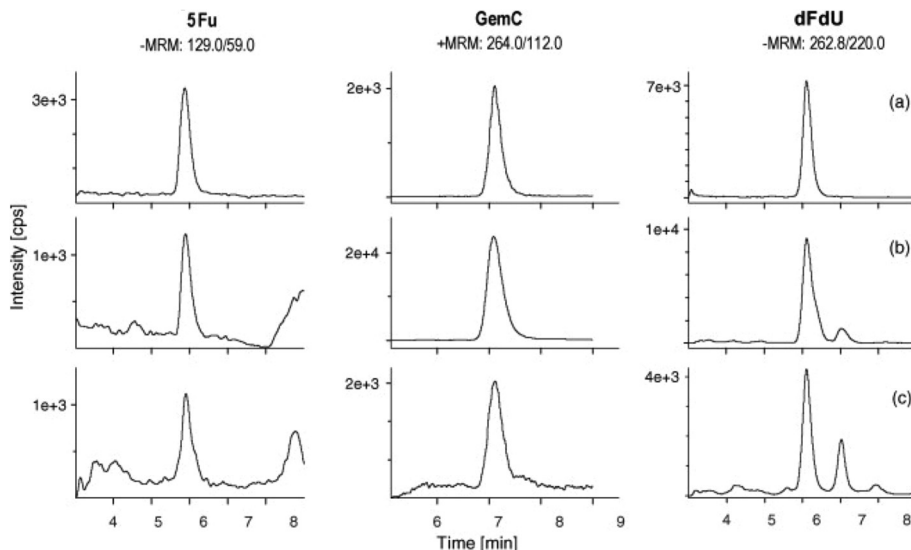 5Fu GemC dFdU
-MRM: 129.0/59.0 +MRM: 264.0/112.0 -MRM: 262.8/220.0
3e+3 2e+3 7e+3 (a)
Intensity [cps]
1e+3 2e+4 1e+4 (b)
1e+3 2e+3 4e+3 (c)
4 5 6 7 8 6 7 8 9 4 5 6 7 8
Time [min]